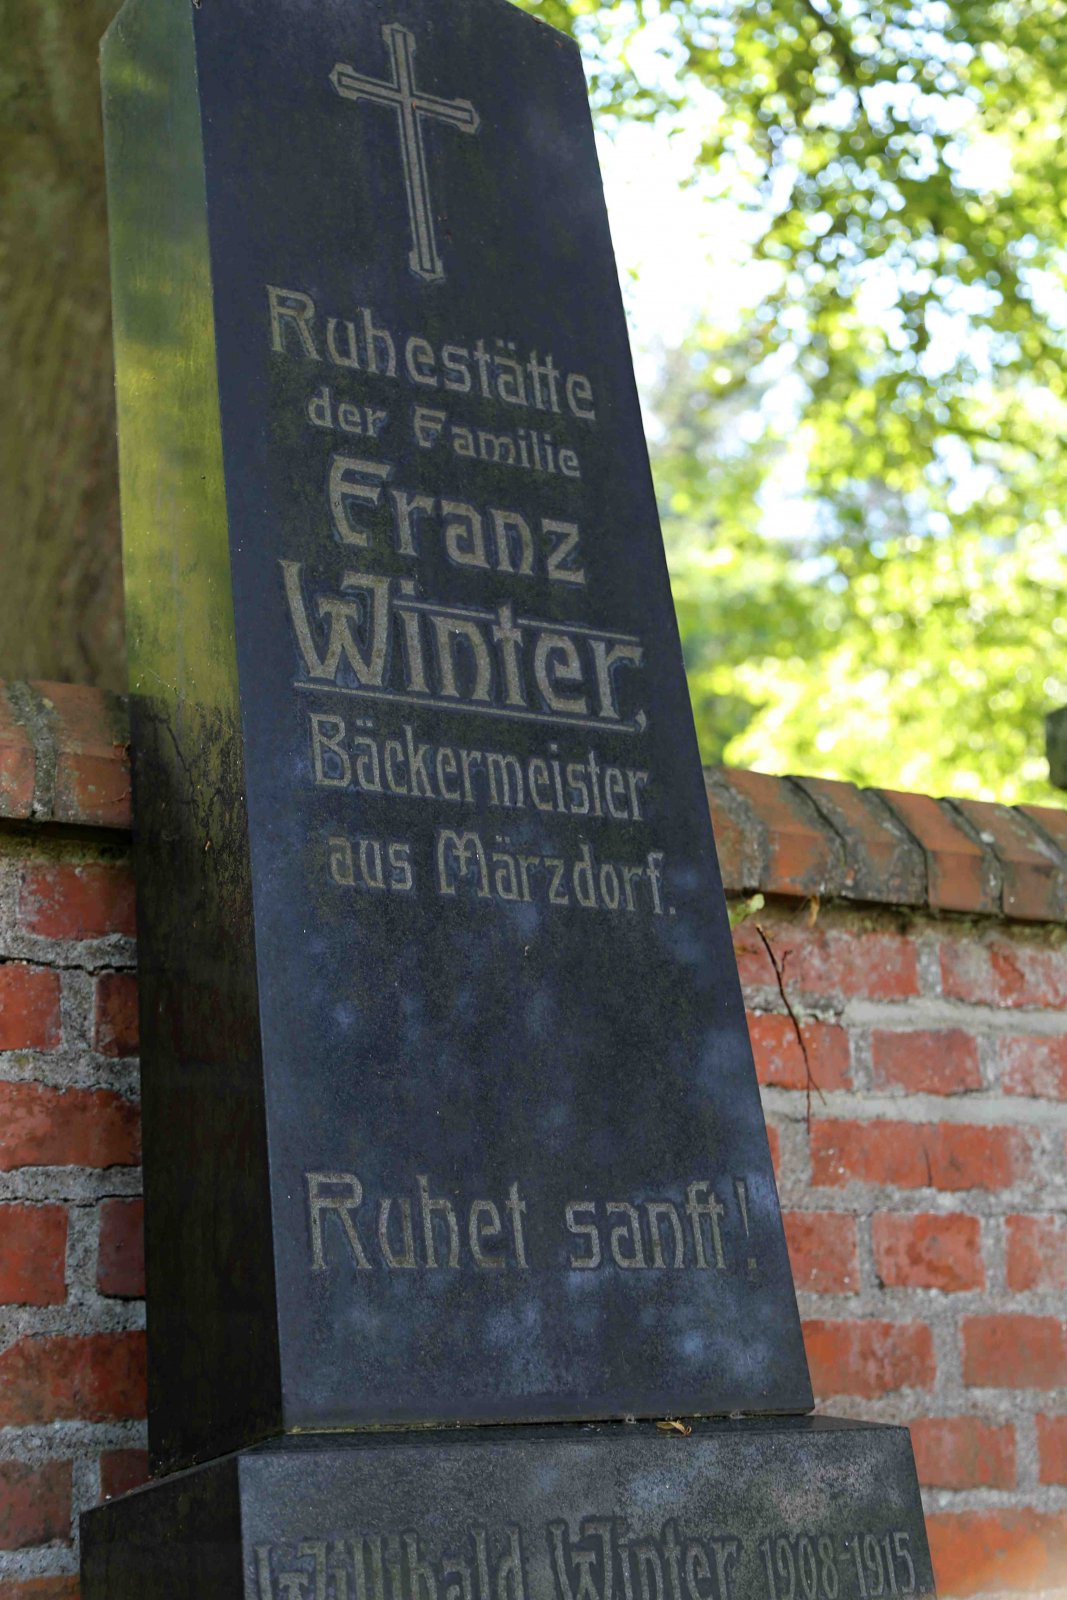 Ruhestätte
der Familie
Franz
Winter,
Bäckermeister
aus Märzdorf.
Ruhet sanft!
Willibald Winter 1908-1915.